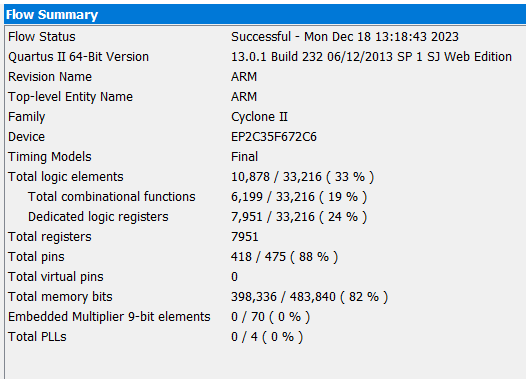 Flow Summary
Flow Status Successful - Mon Dec 18 13:18:43 2023
Quartus II 64-Bit Version 13.0.1 Build 232 06/12/2013 SP 1 SJ Web Edition
Revision Name ARM
Top-level Entity Name ARM
Family Cyclone II
Device EP2C35F672C6
Timing Models Final
Total logic elements 10,878 / 33,216 ( 33 % )
Total combinational functions 6,199 / 33,216 ( 19 % )
Dedicated logic registers 7,951 / 33,216 ( 24 % )
Total registers 7951
Total pins 418 / 475 ( 88 % )
Total virtual pins 0
Total memory bits 398,336 / 483,840 ( 82 % )
Embedded Multiplier 9-bit elements 0 / 70 ( 0 % )
Total PLLs 0 / 4 ( 0 % )